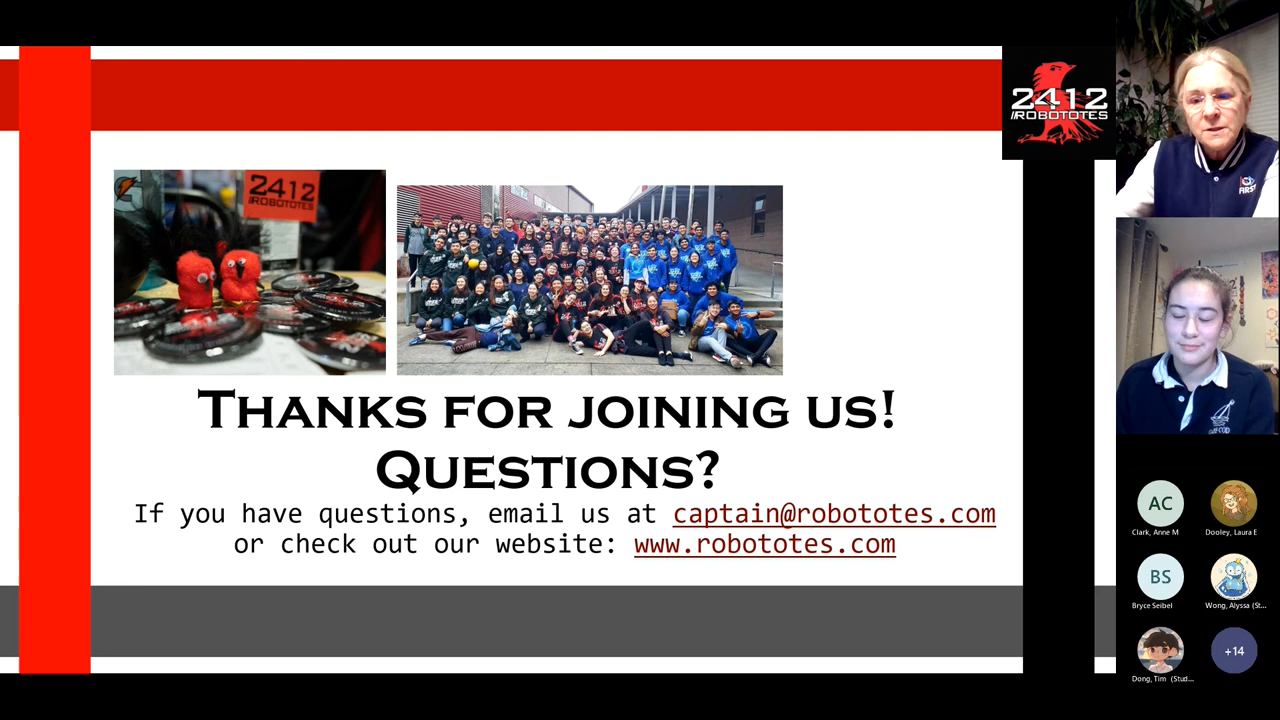 2412
//ROBOTOTES
2412
//ROBOTOTES
THANKS FOR JOINING US!
QUESTIONS?
If you have questions, email us at captain@robototes.com
or check out our website: www.robototes.com
FIRST
AC
Clark, Anne M
Dooley, Laura E
BS
Bryce Seibel
Wong, Alyssa (St...
Dong, Tim (Stud...
+14